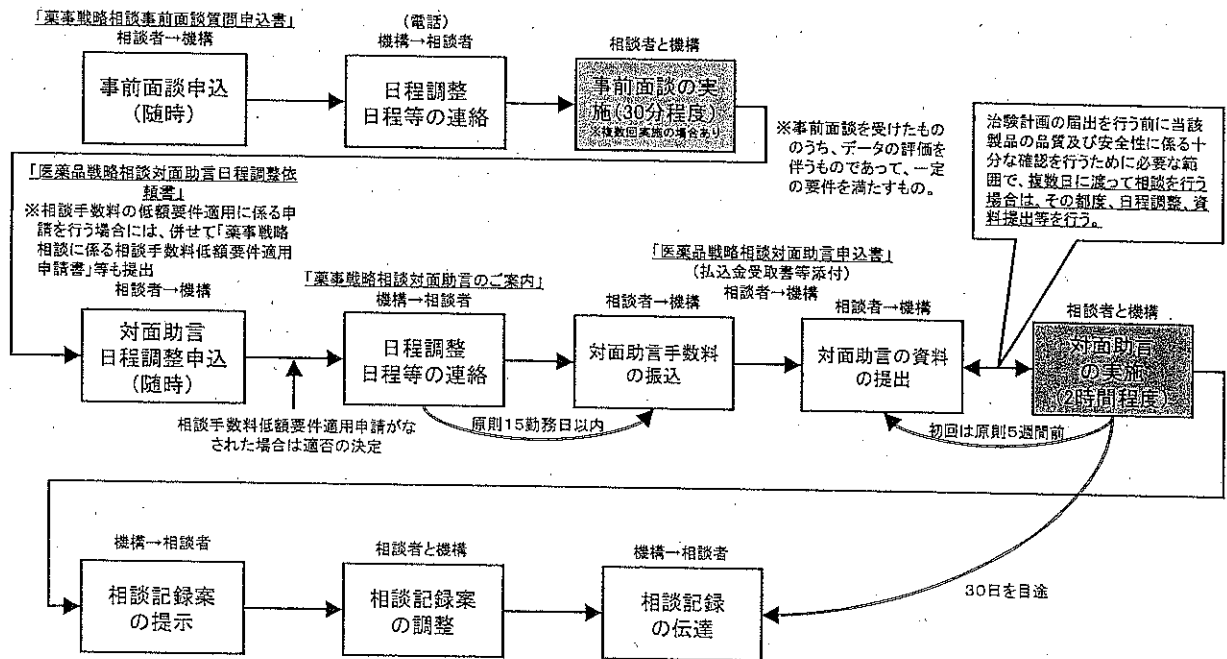 「薬事戦略相談事前面談質問申込書」
相談者→機構
事前面談申込
(随時)
(電話)
機構→相談者
日程調整
日程等の連絡
相談者と機構
事前面談の実
施(30分程度)
※複数回実施の場合あり
※事前面談を受けたもの
のうち、データの評価を
伴うものであって、一定
の要件を満たすもの。
治験計画の届出を行う前に当該
製品の品質及び安全性に係る十
分な確認を行うために必要な範
囲で、複数日に渡って相談を行う
場合は、その都度、日程調整、資
料提出等を行う。
「医薬品戦略相談対面助言日程調整依
頼書」
※相談手数料の低額要件適用に係る申
請を行う場合には、併せて「薬事戦略
相談に係る相談手数料低額要件適用
申請書」等も提出
相談者→機構
対面助言
日程調整申込
(随時)
相談手数料低額要件適用申請がな
された場合は適否の決定
「薬事戦略相談対面助言のご案内」
機構→相談者
日程調整
日程等の連絡
原則15勤務日以内
「医薬品戦略相談対面助言申込書」
(払込金受取書等添付)
相談者→機構
相談者→機構
対面助言手数料
の振込
相談者→機構
対面助言の資料
の提出
初回は原則5週間前
相談者と機構
対面助言
の実施
(2時間程度)
機構→相談者
相談記録案
の提示
相談者と機構
相談記録案
の調整
機構→相談者
相談記録
の伝達
30日を目途